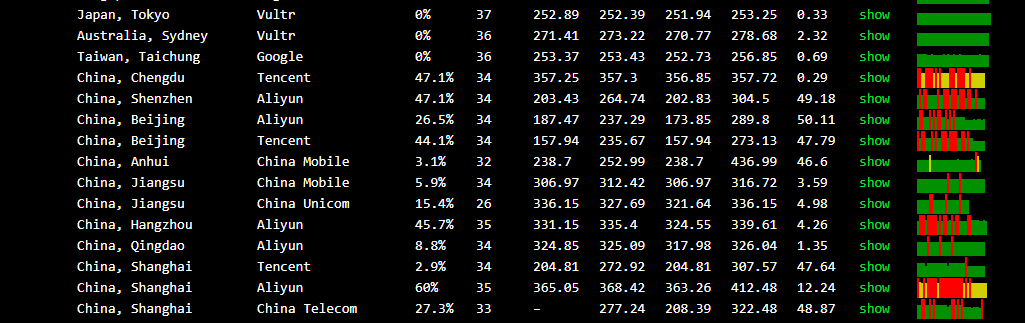 Japan, Tokyo Vultr 0% 37 252.89 252.39 251.94 253.25 0.33 show
Australia, Sydney Vultr 0% 36 271.41 273.22 270.77 278.68 2.32 show
Taiwan, Taichung Google 0% 36 253.37 253.43 252.73 256.85 0.69 show
China, Chengdu Tencent 47.1% 34 357.25 357.3 356.85 357.72 0.29 show
China, Shenzhen Aliyun 47.1% 34 203.43 264.74 202.83 304.5 49.18 show
China, Beijing Aliyun 26.5% 34 187.47 237.29 173.85 289.8 50.11 show
China, Beijing Tencent 44.1% 34 157.94 235.67 157.94 273.13 47.79 show
China, Anhui China Mobile 3.1% 32 238.7 252.99 238.7 436.99 46.6 show
China, Jiangsu China Mobile 5.9% 34 306.97 312.42 306.97 316.72 3.59 show
China, Jiangsu China Unicom 15.4% 26 336.15 327.69 321.64 336.15 4.98 show
China, Hangzhou Aliyun 45.7% 35 331.15 335.4 324.55 339.61 4.26 show
China, Qingdao Aliyun 8.8% 34 324.85 325.09 317.98 326.04 1.35 show
China, Shanghai Tencent 2.9% 34 204.81 272.92 204.81 307.57 47.64 show
China, Shanghai Aliyun 60% 35 365.05 368.42 363.26 412.48 12.24 show
China, Shanghai China Telecom 27.3% 33 – 277.24 208.39 322.48 48.87 show